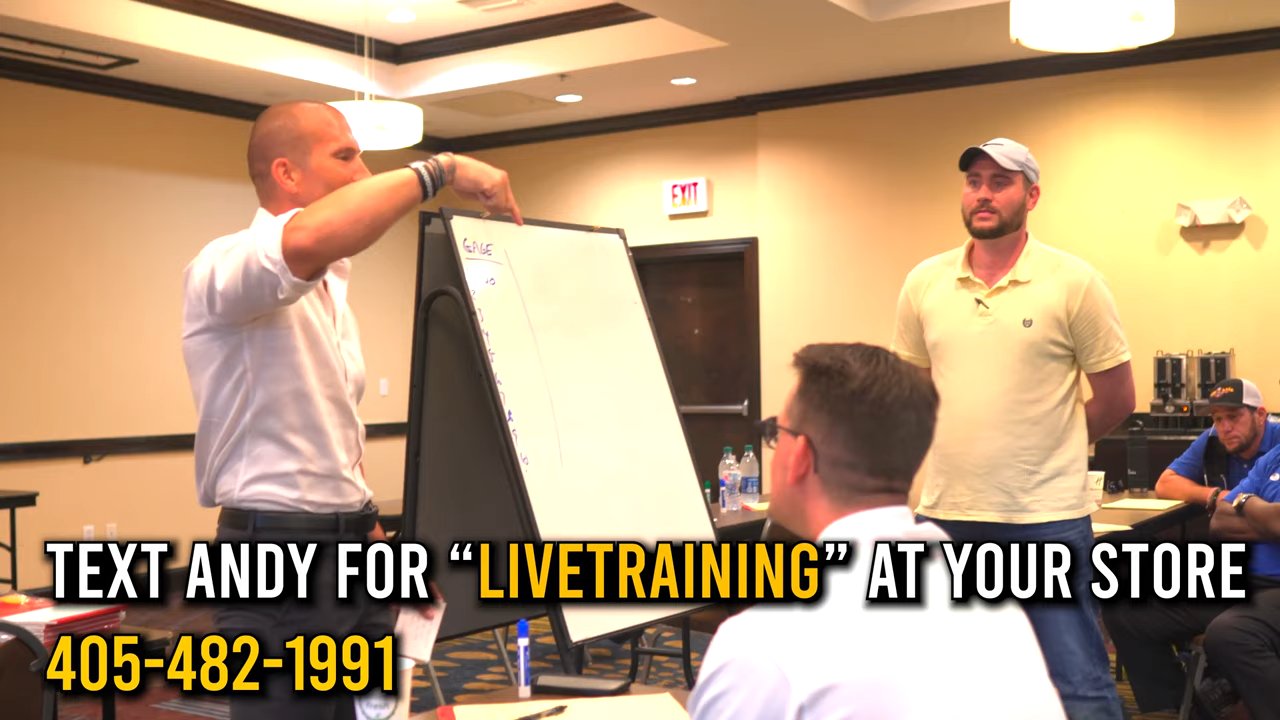 EXIT
GAGE
TEXT ANDY FOR “LIVETRAINING” AT YOUR STORE
405-482-1991